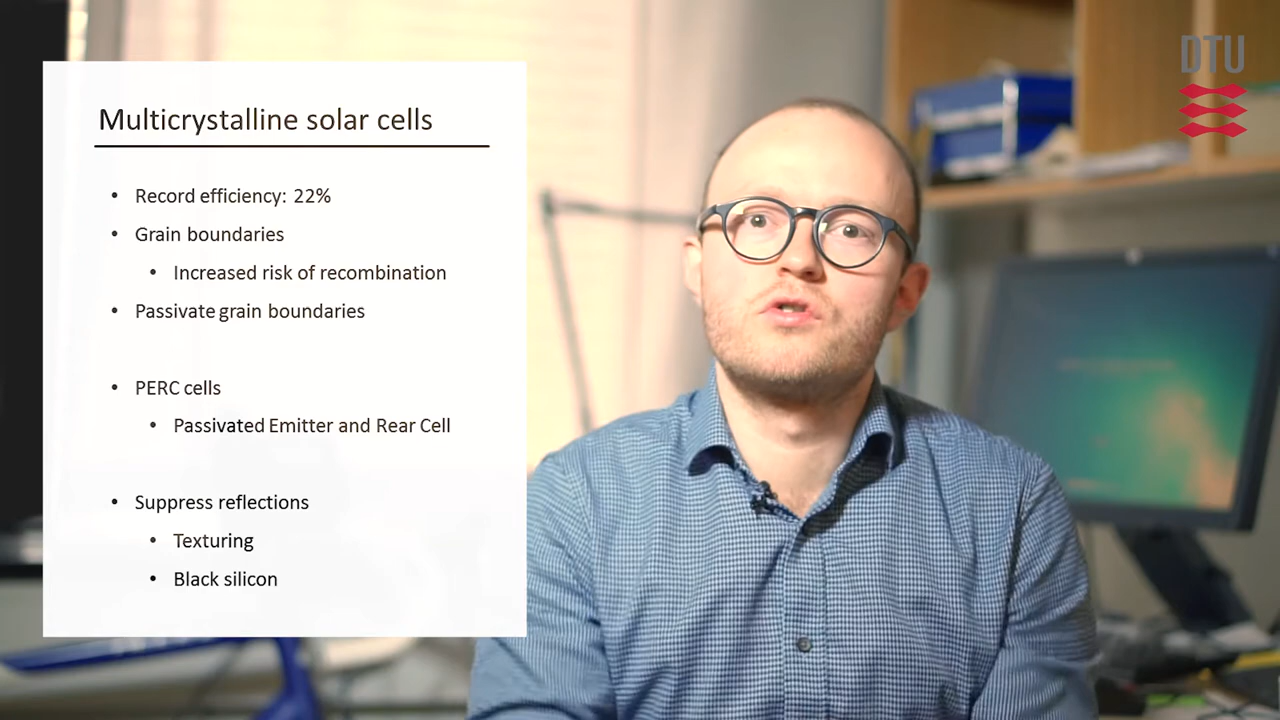 DTU
Multicrystalline solar cells
• Record efficiency: 22%
• Grain boundaries
• Increased risk of recombination
• Passivate grain boundaries
• PERC cells
• Passivated Emitter and Rear Cell
• Suppress reflections
• Texturing
• Black silicon